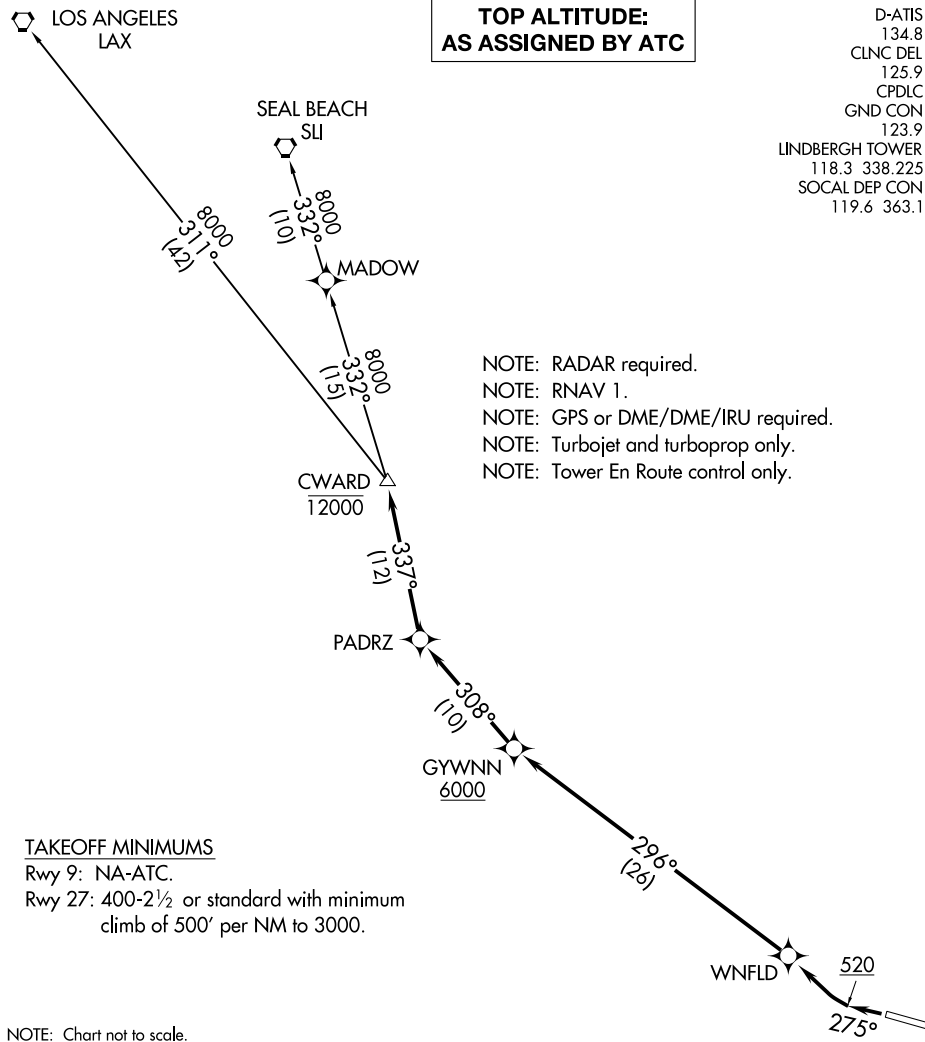 LOS ANGELES
LAX
TOP ALTITUDE:
AS ASSIGNED BY ATC
D-ATIS
134.8
CLNC DEL
125.9
CPDLC
GND CON
123.9
LINDBERGH TOWER
118.3 338.225
SOCAL DEP CON
119.6 363.1
SEAL BEACH
SLI
8000
332°
(10)
8000
311°
(42)
MADOW
8000
332°
(15)
NOTE: RADAR required.
NOTE: RNAV 1.
NOTE: GPS or DME/DME/IRU required.
NOTE: Turbojet and turboprop only.
NOTE: Tower En Route control only.
CWARD
12000
337°
(12)
PADRZ
308°
(10)
GYWNN
6000
296°
(26)
TAKEOFF MINIMUMS
Rwy 9: NA-ATC.
Rwy 27: 400-2½ or standard with minimum
climb of 500' per NM to 3000.
WNFLD
520
275°
NOTE: Chart not to scale.